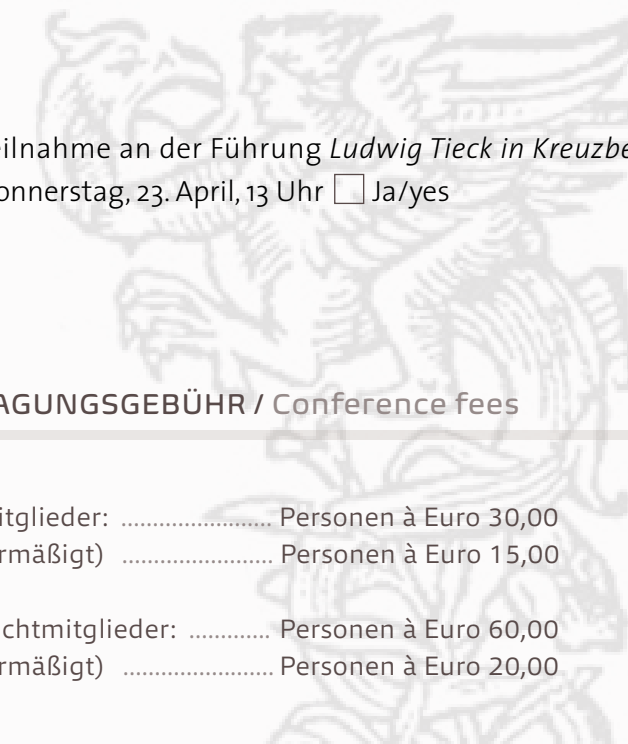 eilnahme an der Führung Ludwig Tieck in Kreuzbe
onnerstag, 23. April, 13 Uhr ☐ Ja/yes
AGUNGSGEBÜHR / Conference fees
itglieder: ........................ Personen à Euro 30,00
rmäßigt) ........................ Personen à Euro 15,00
chtmitglieder: ............. Personen à Euro 60,00
rmäßigt) ........................ Personen à Euro 20,00